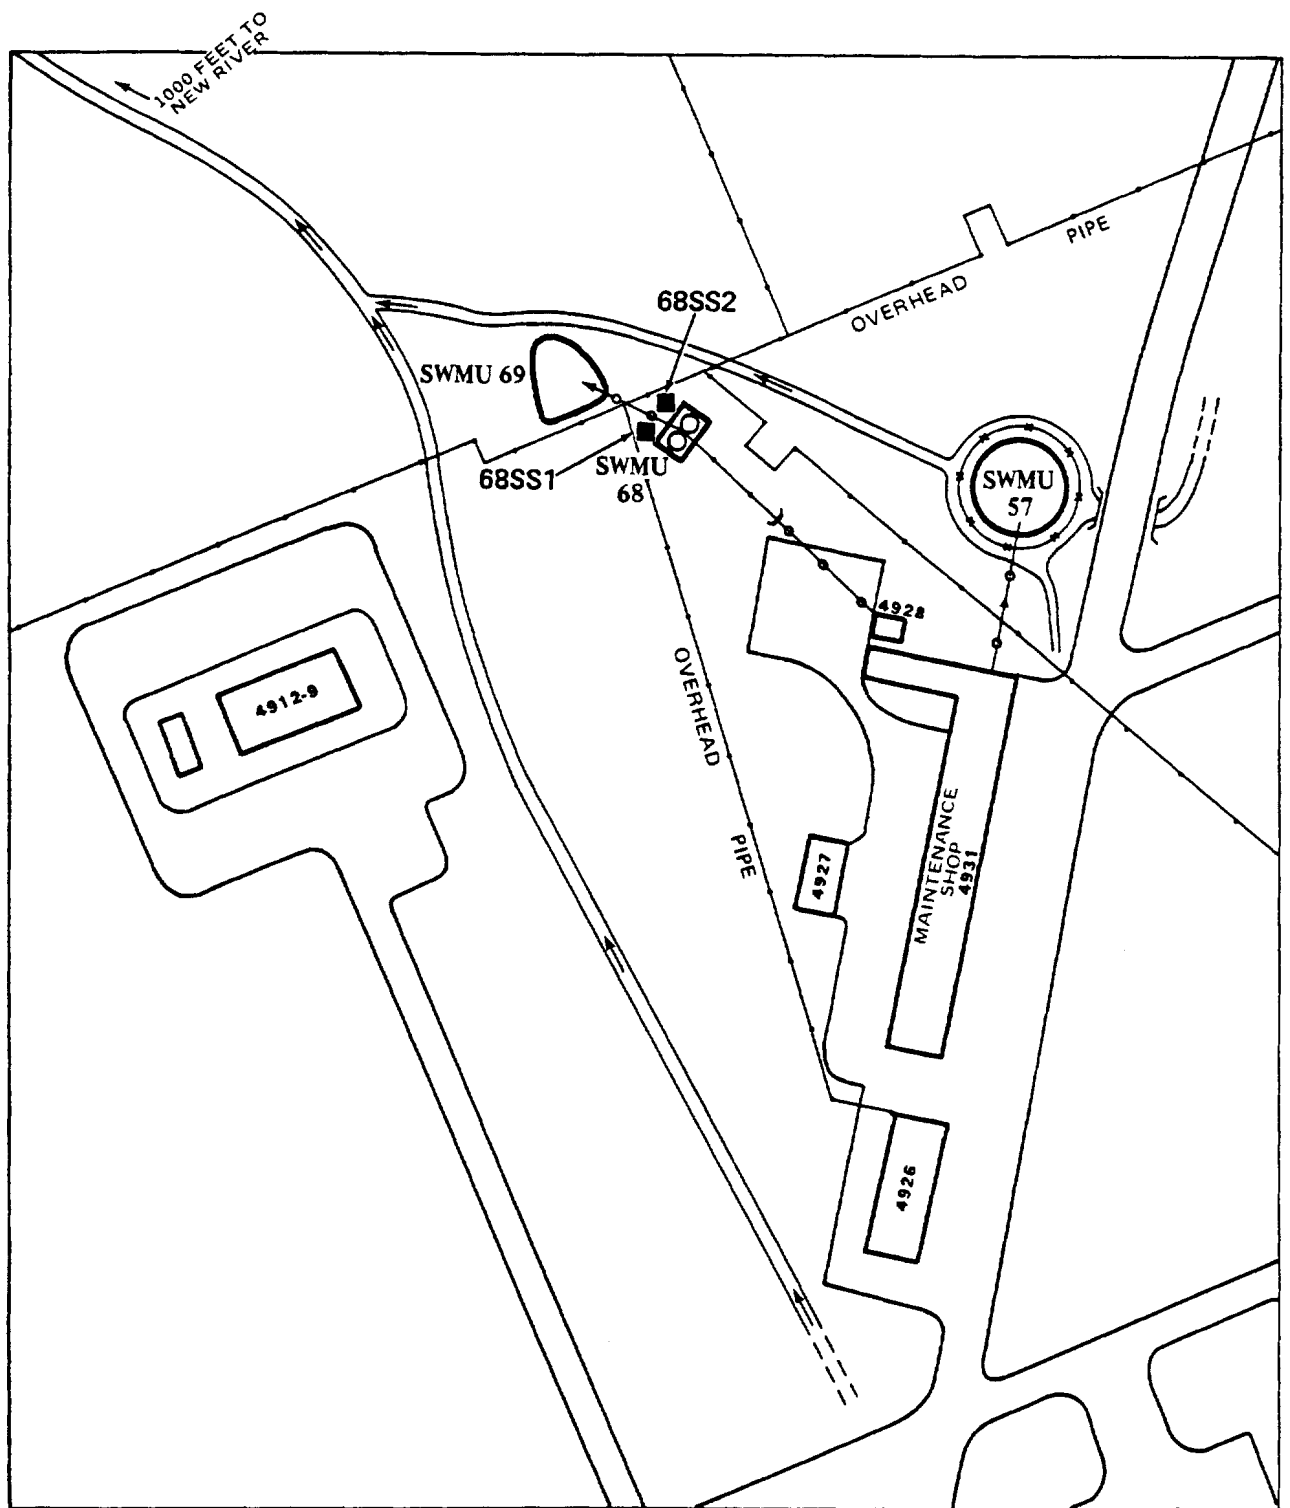 1000 FEET TO
NEW RIVER
PIPE
OVERHEAD
68SS2
SWMU 69
68SS1
SWMU
68
SWMU
57
4928
OVERHEAD
PIPE
4912-9
4927
MAINTENANCE
SHOP
4931
4926